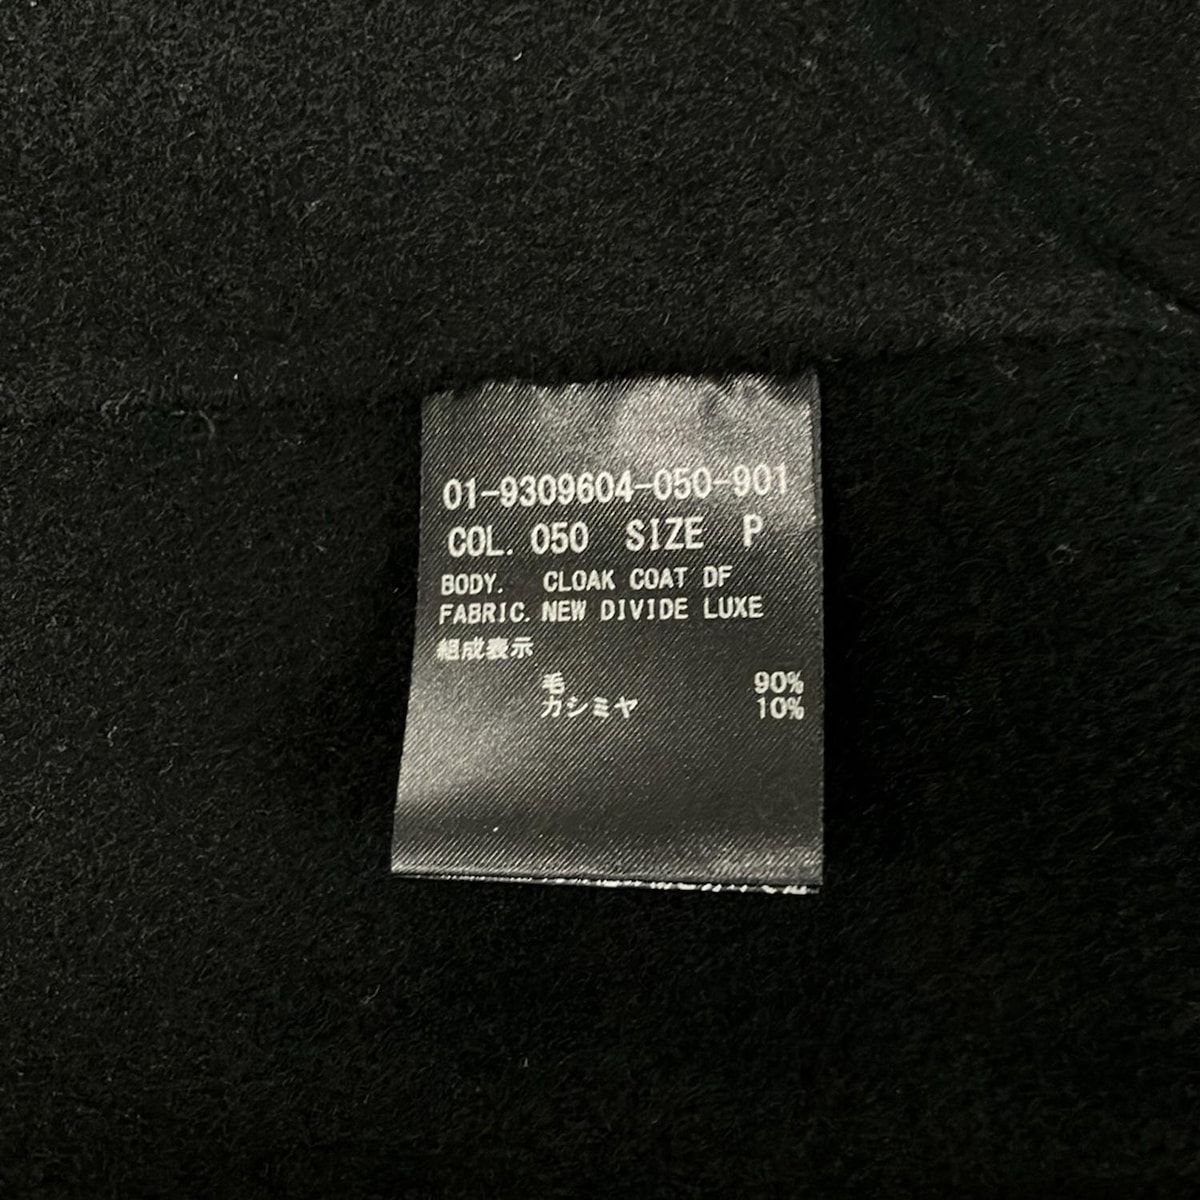 01-9309604-050-901
COL. 050 SIZE P
BODY. CLOAK COAT DF
FABRIC. NEW DIVIDE LUXE
組成表示
毛 90%
カシミヤ 10%